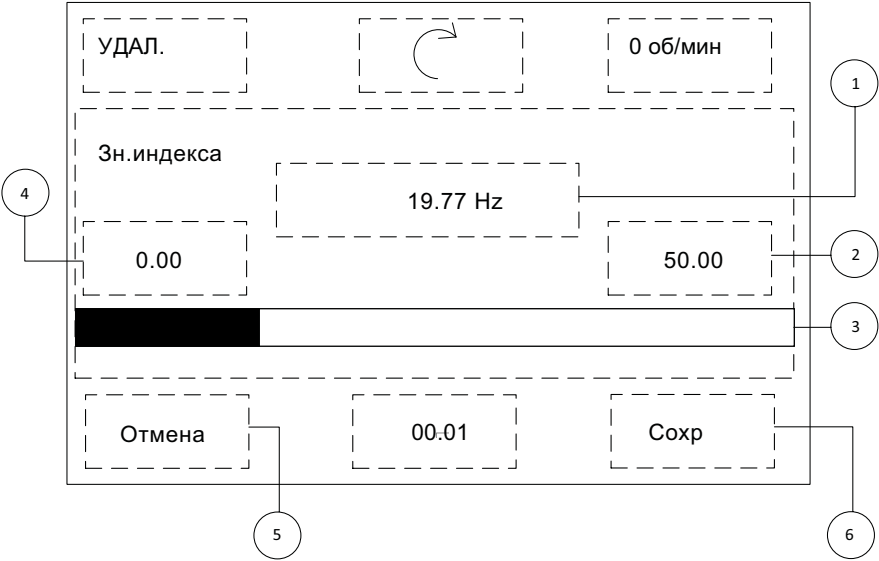 УДАЛ.
0 об/мин
1
Зн.индекса
4
19.77 Hz
0.00
50.00
2
3
Отмена
00.01
Сохр
5
6